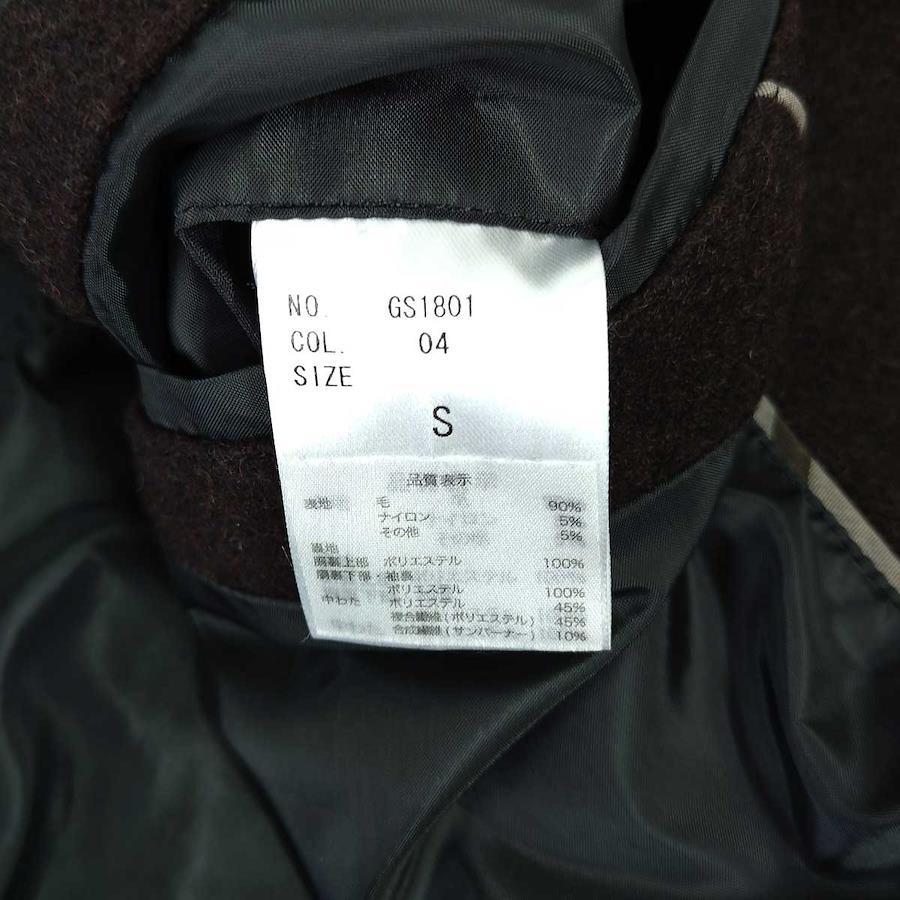 NO. GS1801
COL. 04
SIZE
S
品質表示
表地 毛 90%
ナイロン 5%
その他 5%
裏地
胴裏上部 ポリエステル 100%
胴裏下部・袖裏
ポリエステル 100%
中わた ポリエステル 45%
複合繊維(ポリエステル) 45%
合成繊維(サンバーナー) 10%